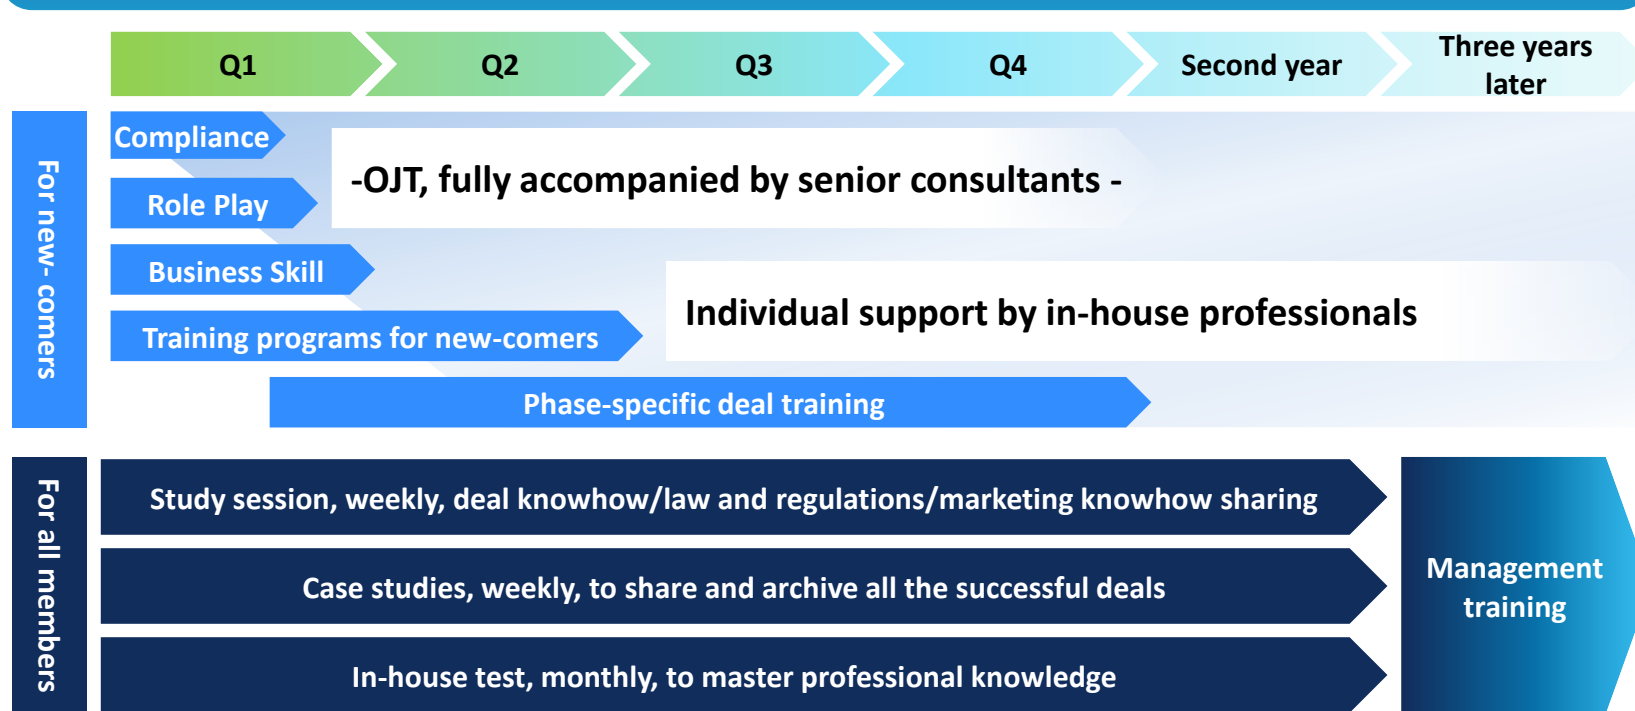 Q1
Q2
Q3
Q4
Second year
Three years
later
For new- comers
Compliance
-OJT, fully accompanied by senior consultants -
Role Play
Business Skill
Individual support by in-house professionals
Training programs for new-comers
Phase-specific deal training
For all members
Study session, weekly, deal knowhow/law and regulations/marketing knowhow sharing
Case studies, weekly, to share and archive all the successful deals
In-house test, monthly, to master professional knowledge
Management
training